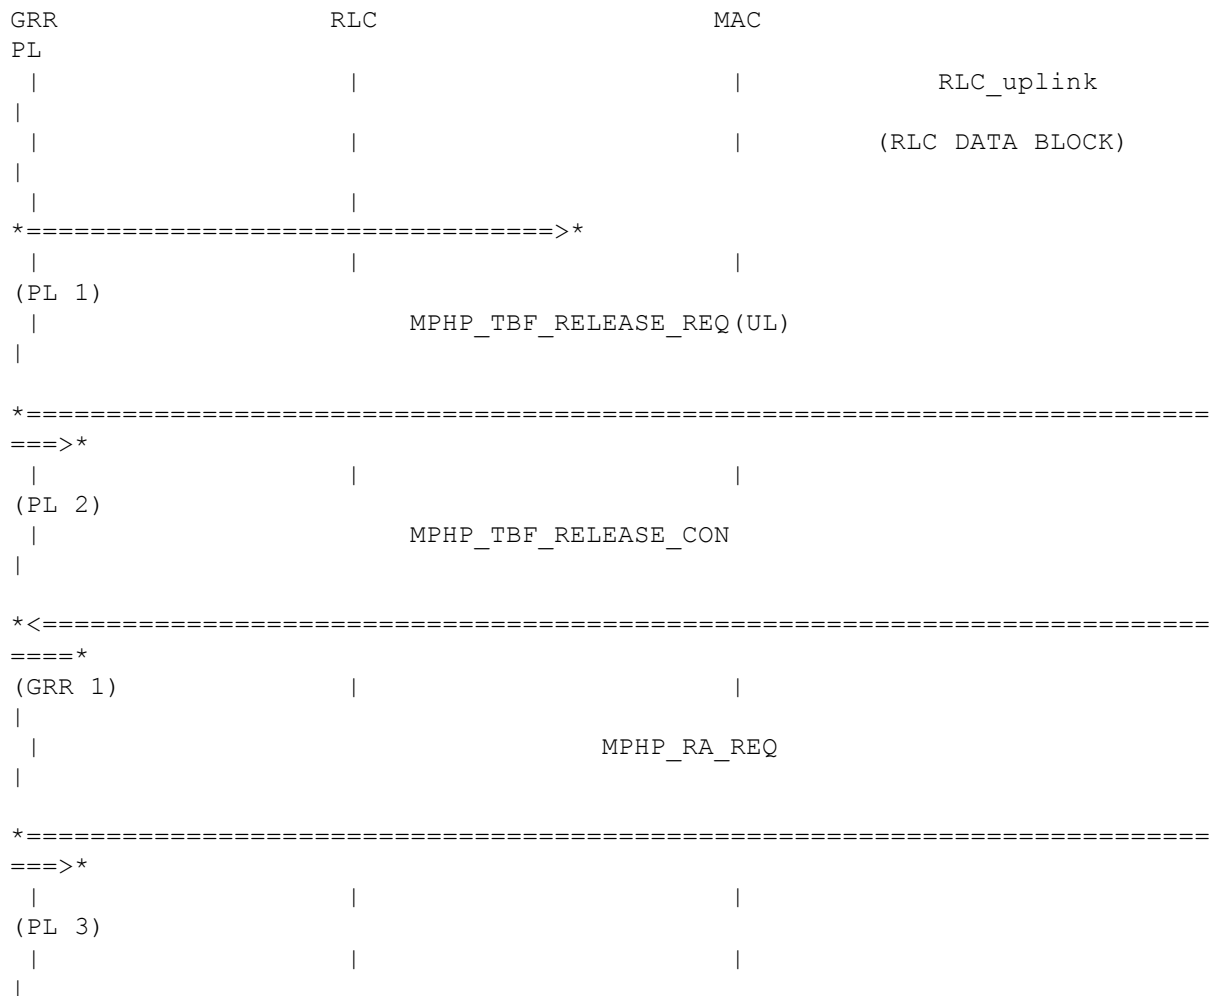 GRR                 RLC                     MAC
PL
 |                   |                       |            RLC_uplink
|
 |                   |                       |        (RLC DATA BLOCK)
|
 |                   |
*=================================>*
 |                   |                       |
(PL 1)
 |                       MPHP_TBF_RELEASE_REQ(UL)
|
*==========================================================================
===>*
 |                   |                       |
(PL 2)
 |                       MPHP_TBF_RELEASE_CON
|
*<=========================================================================
====*
(GRR 1)              |                       |
|
 |                                   MPHP_RA_REQ
|
*==========================================================================
===>*
 |                   |                       |
(PL 3)
 |                   |                       |
|